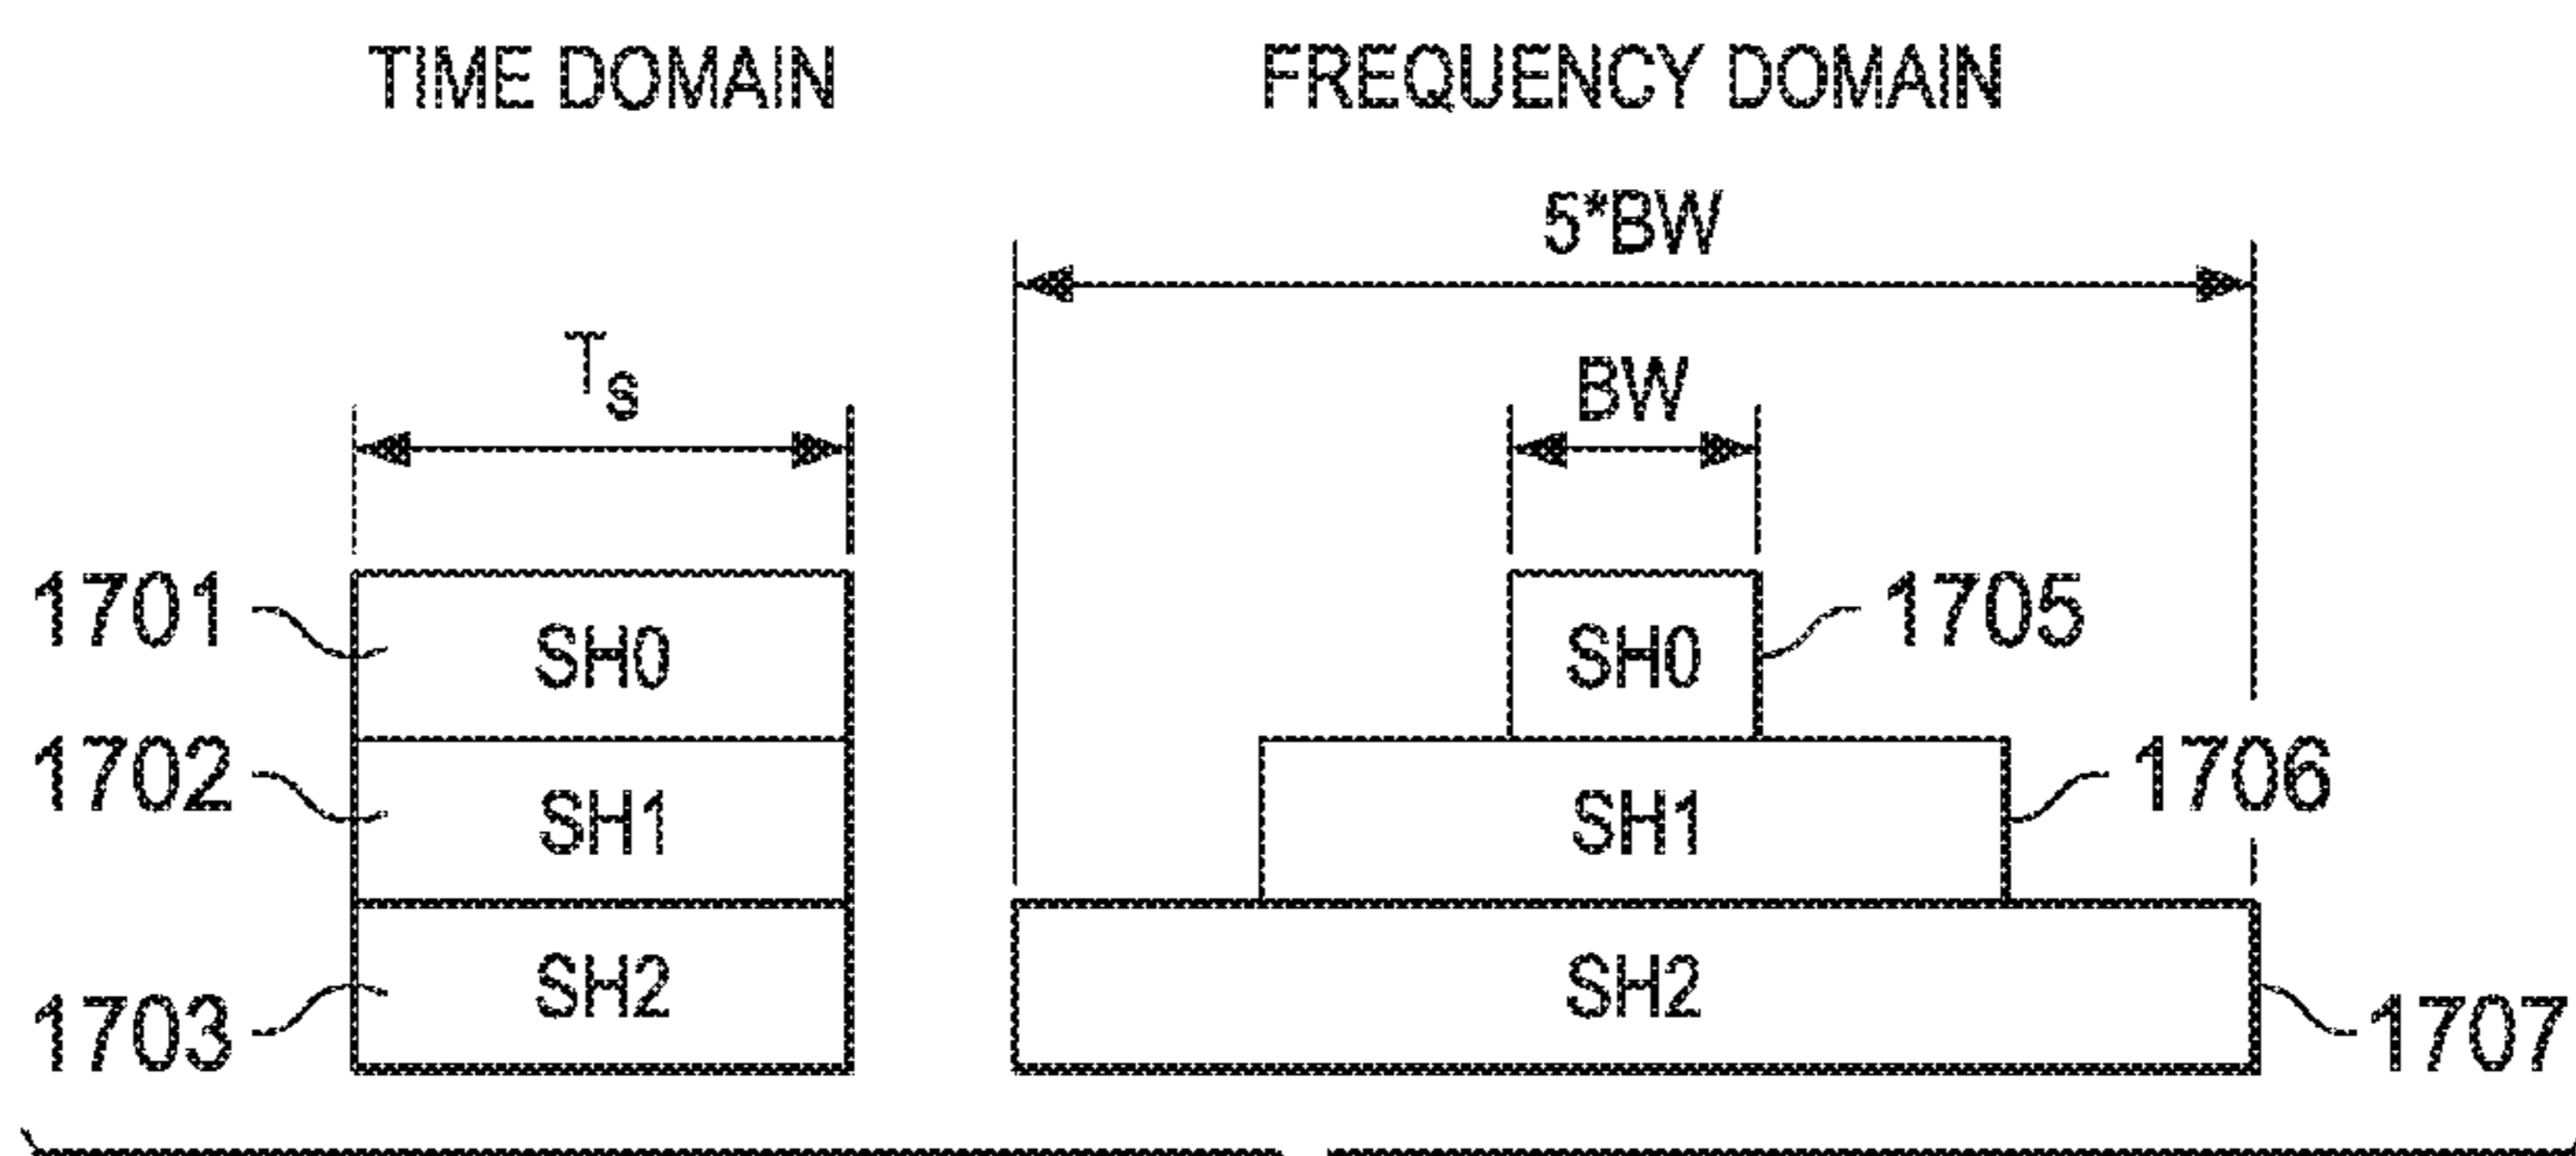 TIME DOMAIN
FREQUENCY DOMAIN
5*BW
TS
BW
1701
SH0
SH0
1705
1702
SH1
SH1
1706
1703
SH2
SH2
1707